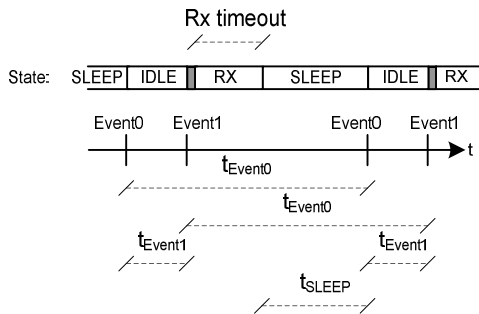 Rx timeout
State: SLEEP IDLE RX SLEEP IDLE RX
Event0 Event1 Event0 Event1
t
tEvent0
tEvent0
tEvent1 tEvent1
tSLEEP